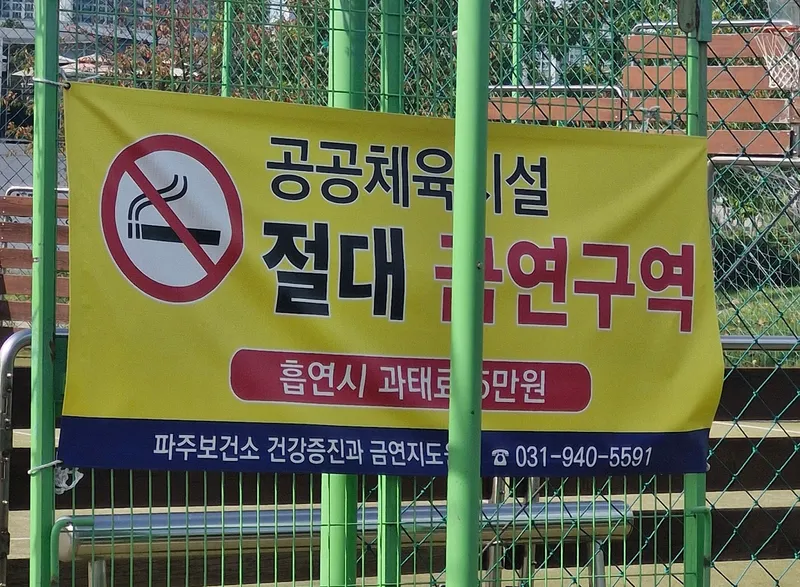 공공체육시설
절대 금연구역
흡연시 과태료 5만원
파주보건소 건강증진과 금연지도원 ☎ 031-940-5591